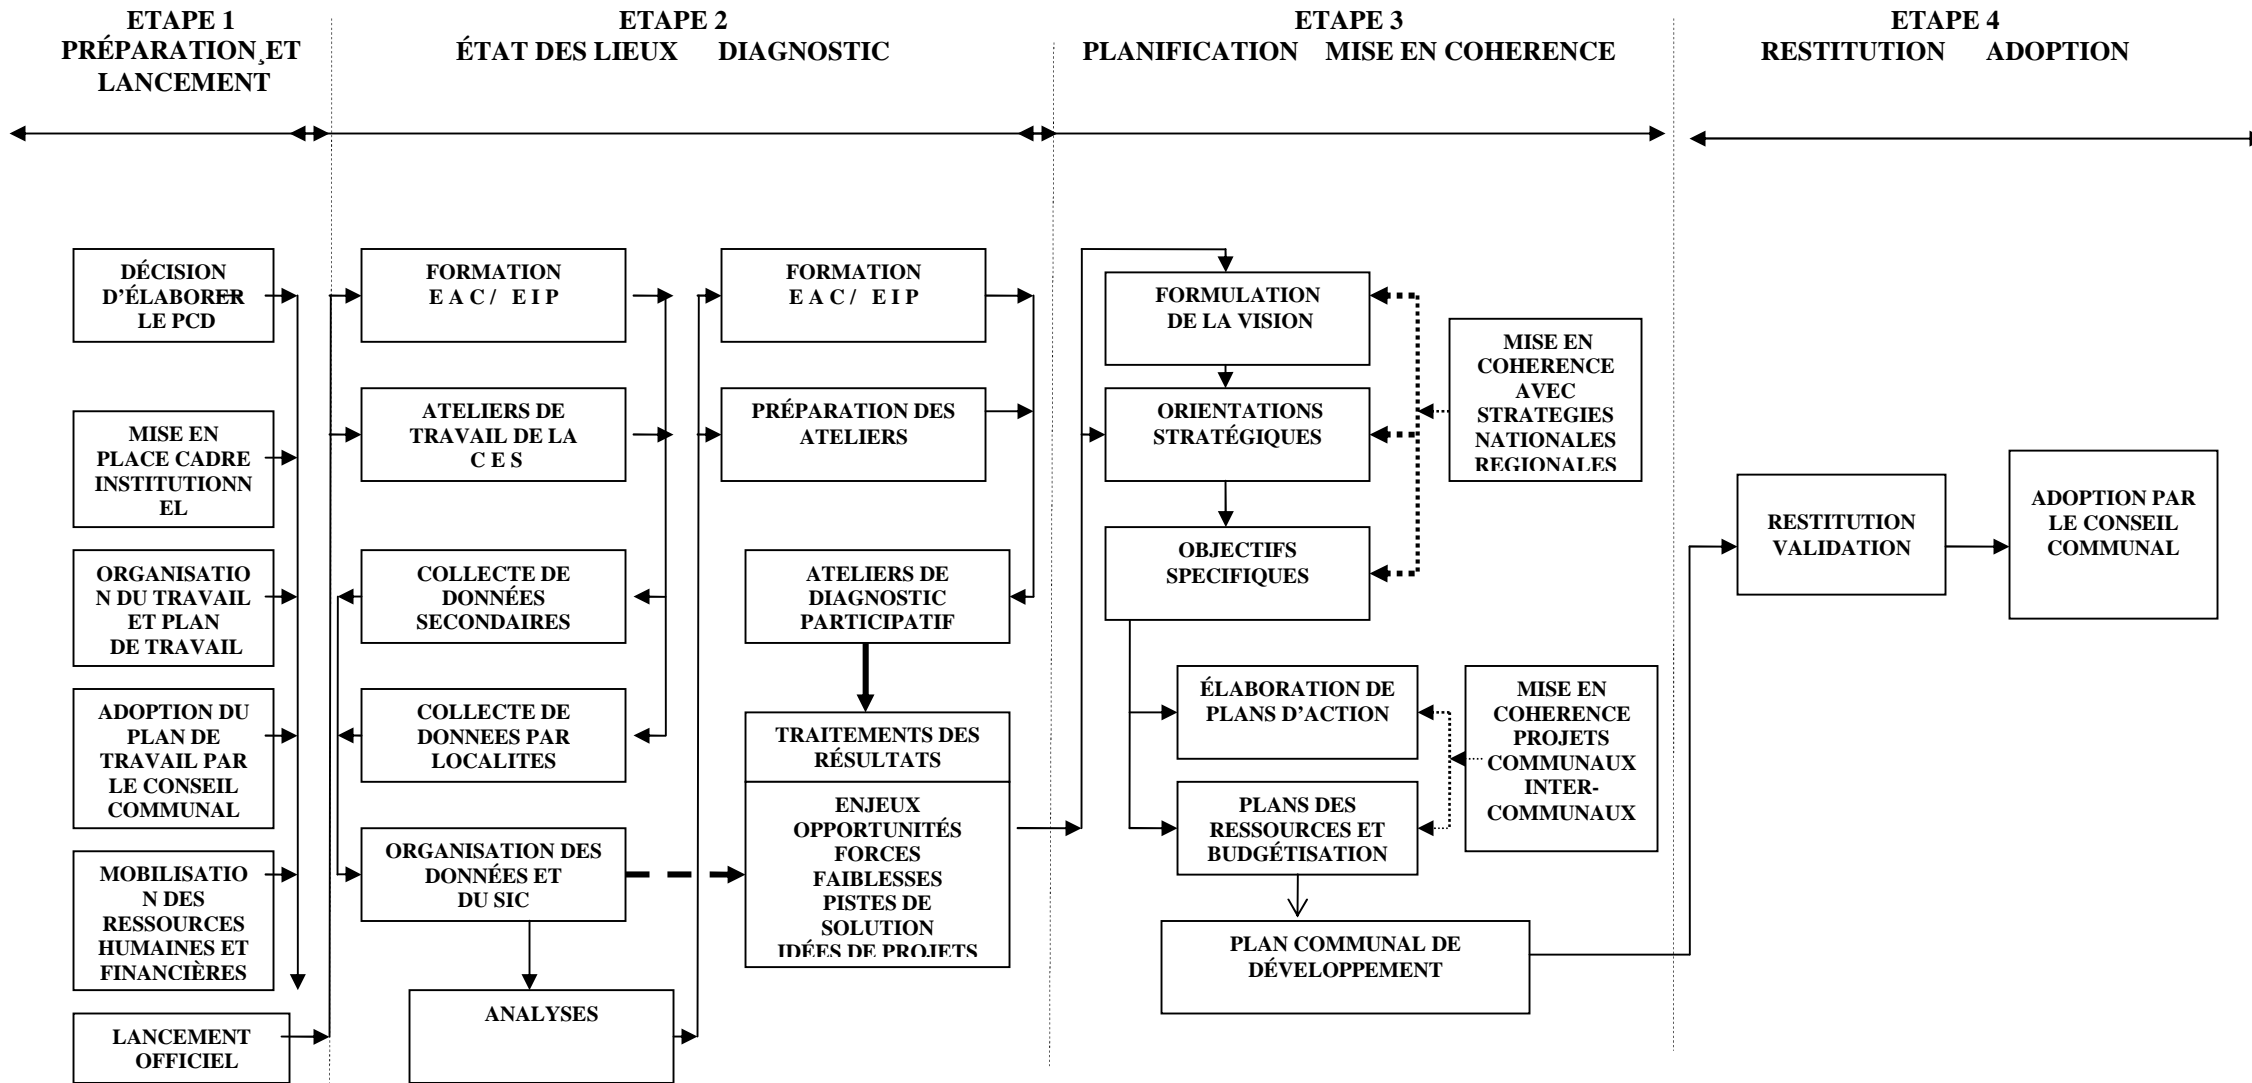 ETAPE 1
PRÉPARATION ET
LANCEMENT
ETAPE 2
ÉTAT DES LIEUX DIAGNOSTIC
ETAPE 3
PLANIFICATION MISE EN COHERENCE
ETAPE 4
RESTITUTION ADOPTION
DÉCISION
D’ÉLABORER
LE PCD
MISE EN
PLACE CADRE
INSTITUTIONN
EL
ORGANISATIO
N DU TRAVAIL
ET PLAN
DE TRAVAIL
ADOPTION DU
PLAN DE
TRAVAIL PAR
LE CONSEIL
COMMUNAL
MOBILISATIO
N DES
RESSOURCES
HUMAINES ET
FINANCIÈRES
LANCEMENT
OFFICIEL
FORMATION
E A C / E I P
ATELIERS DE
TRAVAIL DE LA
C E S
COLLECTE DE
DONNÉES
SECONDAIRES
COLLECTE DE
DONNEES PAR
LOCALITES
ORGANISATION DES
DONNÉES ET
DU SIC
ANALYSES
FORMATION
E A C / E I P
PRÉPARATION DES
ATELIERS
ATELIERS DE
DIAGNOSTIC
PARTICIPATIF
TRAITEMENTS DES
RÉSULTATS
ENJEUX
OPPORTUNITÉS
FORCES
FAIBLESSES
PISTES DE
SOLUTION
IDÉES DE PROJETS
FORMULATION
DE LA VISION
ORIENTATIONS
STRATÉGIQUES
OBJECTIFS
SPECIFIQUES
MISE EN
COHERENCE
AVEC
STRATEGIES
NATIONALES
REGIONALES
ÉLABORATION DE
PLANS D’ACTION
PLANS DES
RESSOURCES ET
BUDGÉTISATION
MISE EN
COHERENCE
PROJETS
COMMUNAUX
INTER-
COMMUNAUX
PLAN COMMUNAL DE
DÉVELOPPEMENT
RESTITUTION
VALIDATION
ADOPTION PAR
LE CONSEIL
COMMUNAL